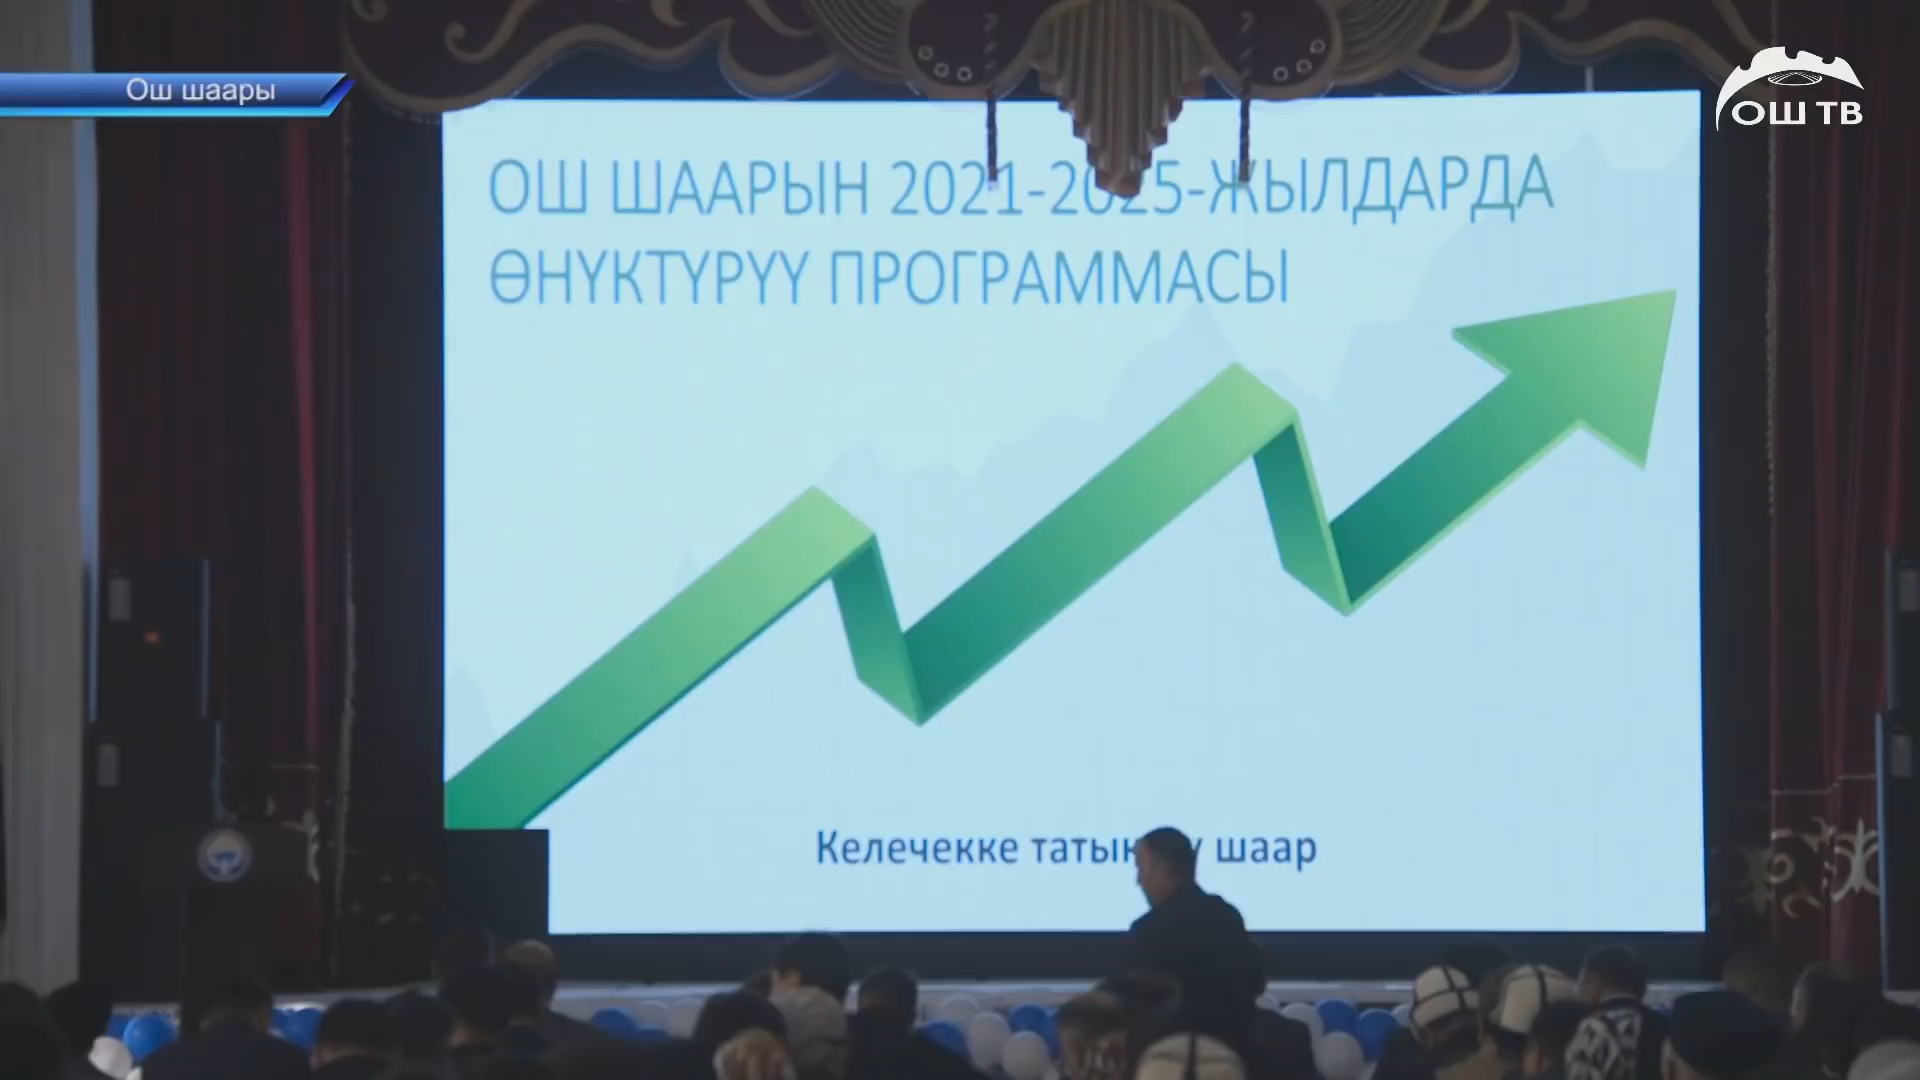 Ош шаары
ОШ ТВ
ОШ ШААРЫН 2021-2025-ЖЫЛДАРДА
ӨНҮКТҮРҮҮ ПРОГРАММАСЫ
Келечекке шаар